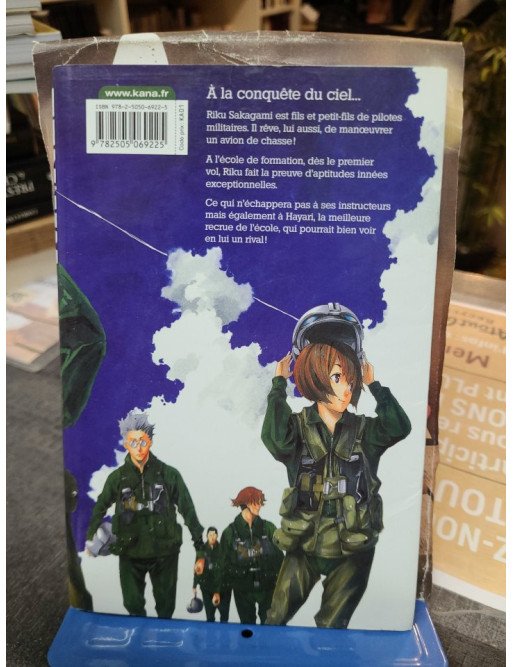 www.kana.fr
ISBN 978-2-5050-6922-5
9 782505 069225
Code prix : KA01
À la conquête du ciel...
Riku Sakagami est fils et petit-fils de pilotes
militaires. Il rêve, lui aussi, de manœuvrer
un avion de chasse !
A l'école de formation, dès le premier
vol, Riku fait la preuve d'aptitudes innées
exceptionnelles.
Ce qui n'échappera pas à ses instructeurs
mais également à Hayari, la meilleure
recrue de l'école, qui pourrait bien voir
en lui un rival !